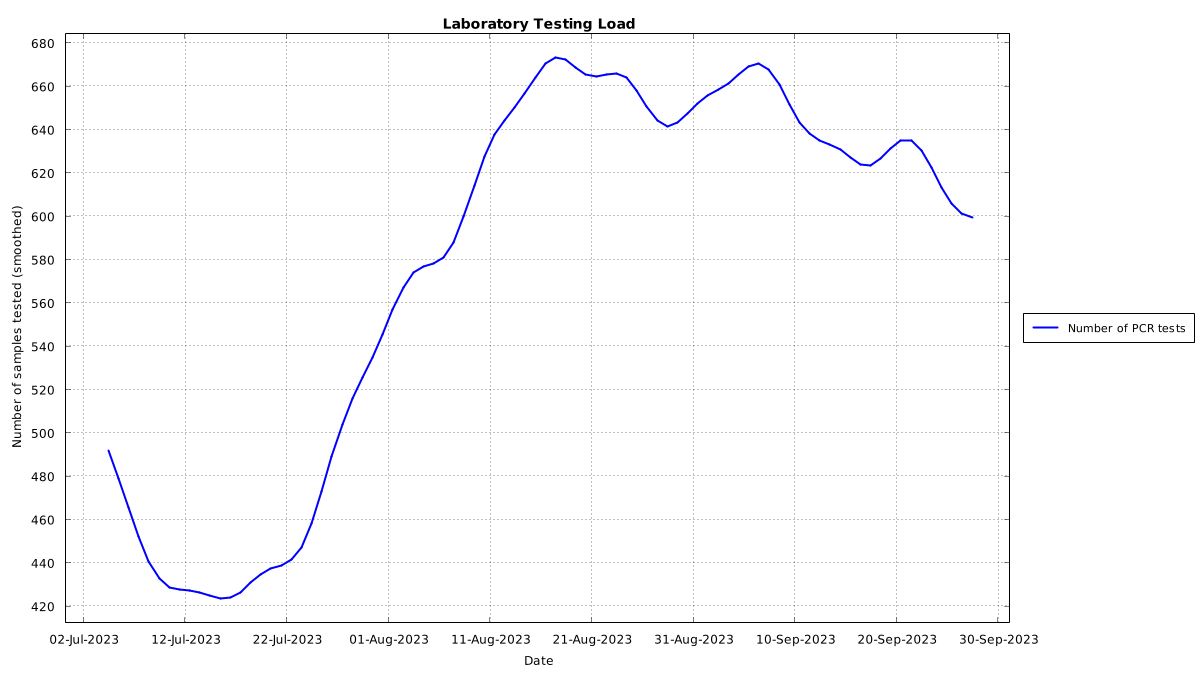 Laboratory Testing Load
680
660
640
620
600
580
560
540
520
500
480
460
440
420
Number of samples tested (smoothed)
02-Jul-2023 12-Jul-2023 22-Jul-2023 01-Aug-2023 11-Aug-2023 21-Aug-2023 31-Aug-2023 10-Sep-2023 20-Sep-2023 30-Sep-2023
Date
Number of PCR tests